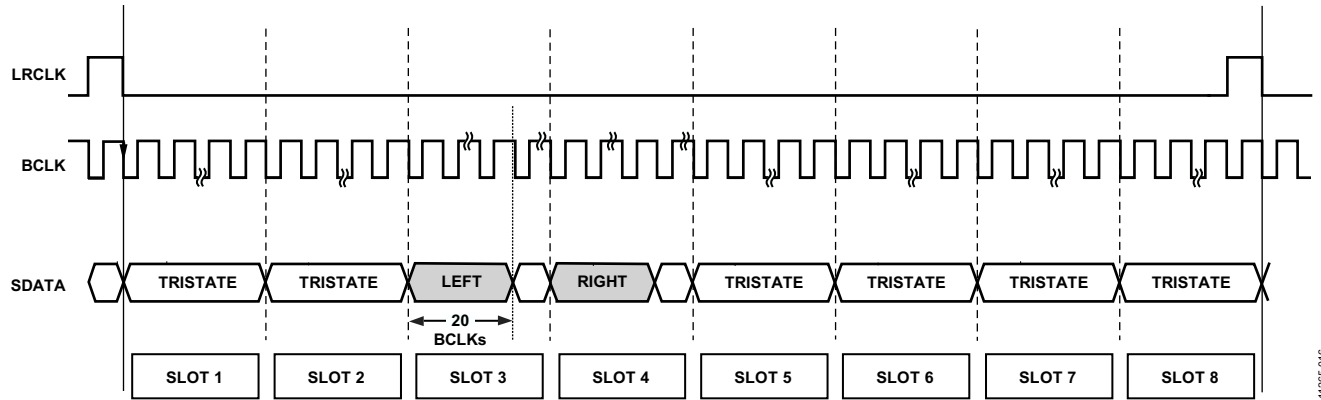 LRCLK
BCLK
SDATA
TRISTATE TRISTATE LEFT RIGHT TRISTATE TRISTATE TRISTATE TRISTATE
20
BCLKs
SLOT 1 SLOT 2 SLOT 3 SLOT 4 SLOT 5 SLOT 6 SLOT 7 SLOT 8